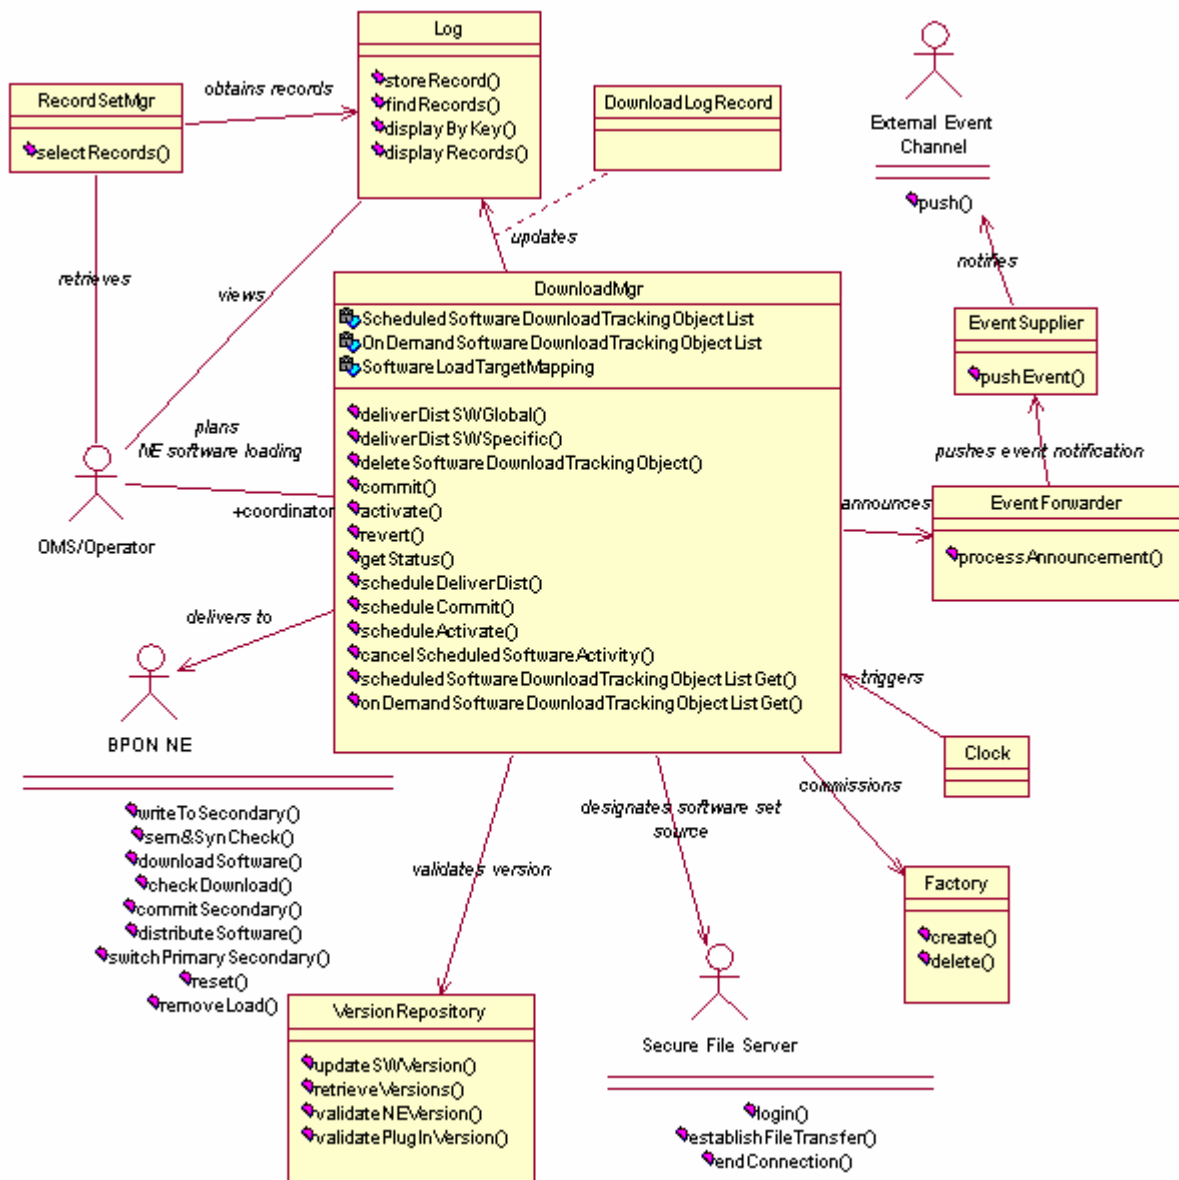 Log
storeRecord()
findRecords()
displayByKey()
displayRecords()
RecordSetMgr
selectRecords()
obtains records
DownloadLogRecord
External Event
Channel
push()
updates
notifies
retrieves
views
DownloadMgr
ScheduledSoftwareDownloadTrackingObjectList
OnDemandSoftwareDownloadTrackingObjectList
SoftwareLoadTargetMapping
deliverDistSWGlobal()
deliverDistSWSpecific()
deleteSoftwareDownloadTrackingObject()
commit()
activate()
revert()
getStatus()
scheduleDeliverDist()
scheduleCommit()
scheduleActivate()
cancelScheduledSoftwareActivity()
scheduledSoftwareDownloadTrackingObjectListGet()
onDemandSoftwareDownloadTrackingObjectListGet()
EventSupplier
pushEvent()
plans
NE software loading
+coordinator
OMS/Operator
pushes event notification
announces
EventForwarder
processAnnouncement()
delivers to
BPON NE
writeToSecondary()
sem&SynCheck()
downloadSoftware()
checkDownload()
commitSecondary()
distributeSoftware()
switchPrimarySecondary()
reset()
removeLoad()
triggers
Clock
commissions
designates software set
source
validates version
Factory
create()
delete()
VersionRepository
updateSWVersion()
retrieveVersions()
validateNEVersion()
validatePlugInVersion()
Secure File Server
login()
establishFileTransfer()
endConnection()